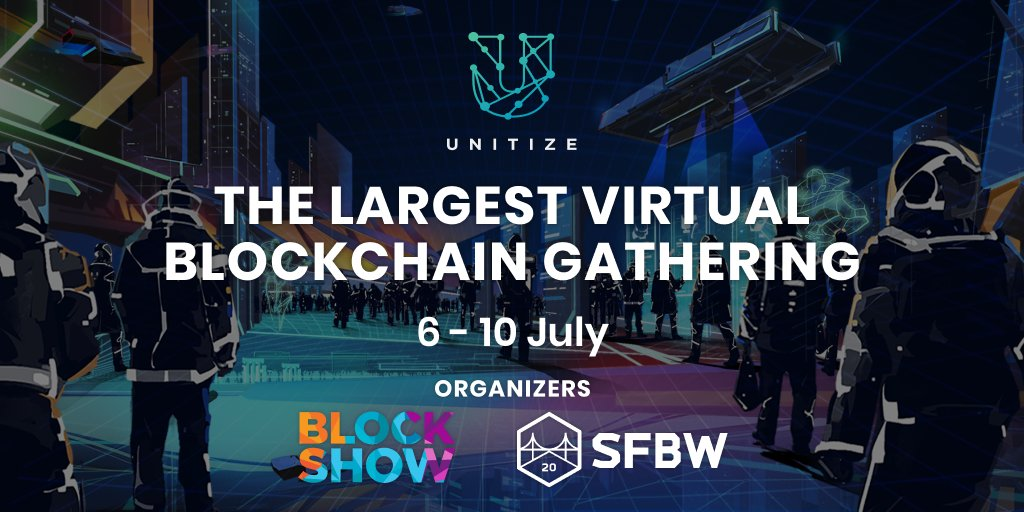 UNITIZE
THE LARGEST VIRTUAL
BLOCKCHAIN GATHERING
6 - 10 July
ORGANIZERS
BLOCK
SHOW
20
SFBW